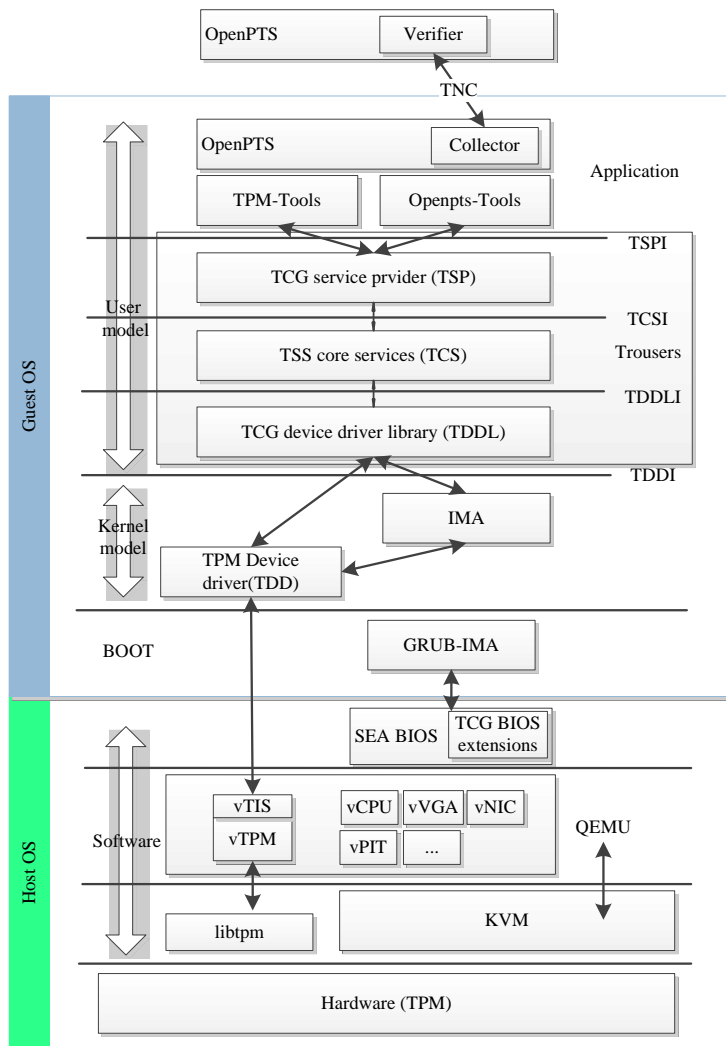 OpenPTS
Verifier
TNC
OpenPTS
Collector
Application
TPM-Tools
Openpts-Tools
TSPI
TCG service prvider (TSP)
User
model
TCSI
TSS core services (TCS)
Trousers
TDDLI
TCG device driver library (TDDL)
TDDI
Guest OS
Kernel
model
IMA
TPM Device
driver(TDD)
BOOT
GRUB-IMA
SEA BIOS
TCG BIOS
extensions
vTIS
vTPM
vCPU
vVGA
vNIC
vPIT
...
QEMU
Software
Host OS
libtpm
KVM
Hardware (TPM)